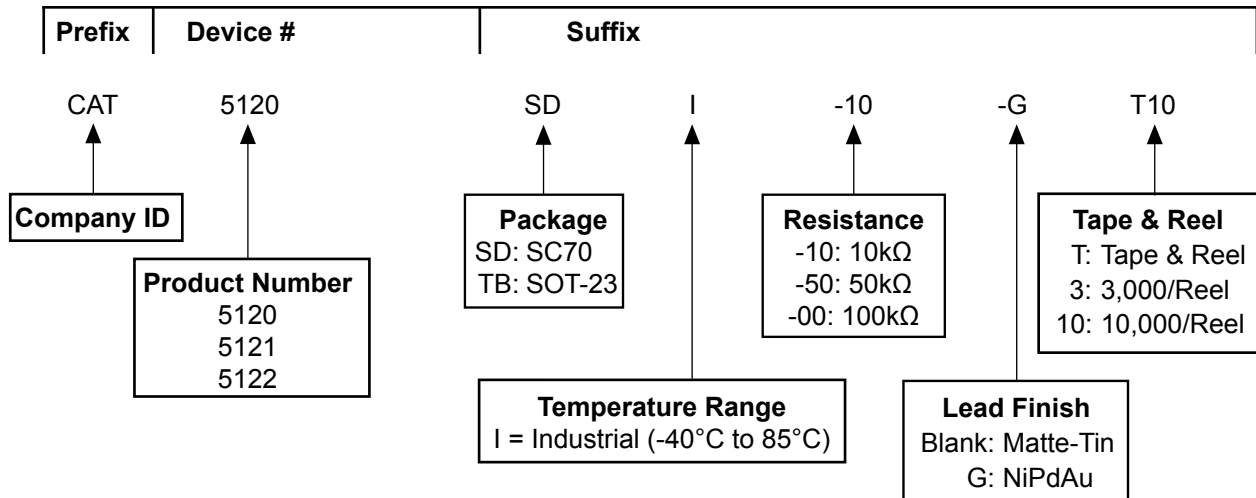 Prefix Device # Suffix
CAT 5120 SD I -10 -G T10
Company ID
Product Number
5120
5121
5122
Package
SD: SC70
TB: SOT-23
Temperature Range
I = Industrial (-40°C to 85°C)
Resistance
-10: 10kΩ
-50: 50kΩ
-00: 100kΩ
Lead Finish
Blank: Matte-Tin
G: NiPdAu
Tape & Reel
T: Tape & Reel
3: 3,000/Reel
10: 10,000/Reel